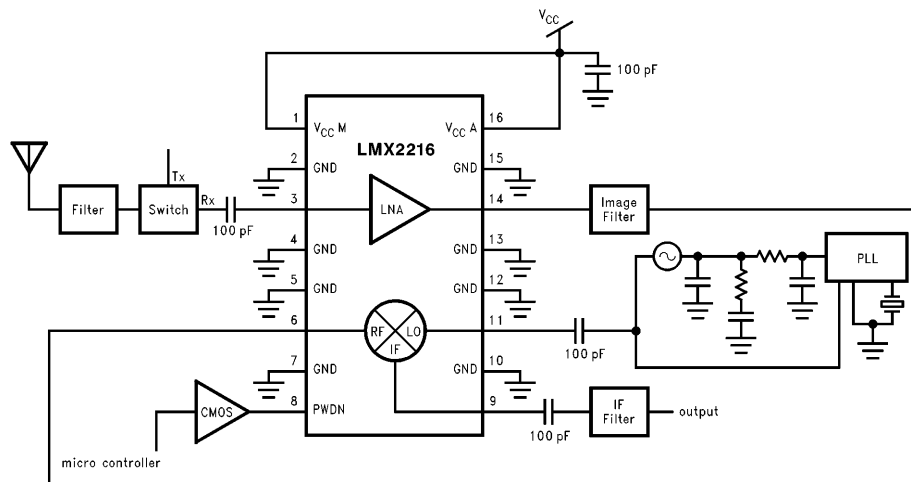 VCC
100 pF
1
VCC M
VCC A
16
LMX2216
2
GND
GND
15
Tx
Filter
Switch
Rx
100 pF
3
LNA
14
Image
Filter
4
GND
GND
13
PLL
5
GND
GND
12
6
RF
LO
IF
11
100 pF
7
GND
GND
10
CMOS
8
PWDN
9
100 pF
IF
Filter
output
micro controller